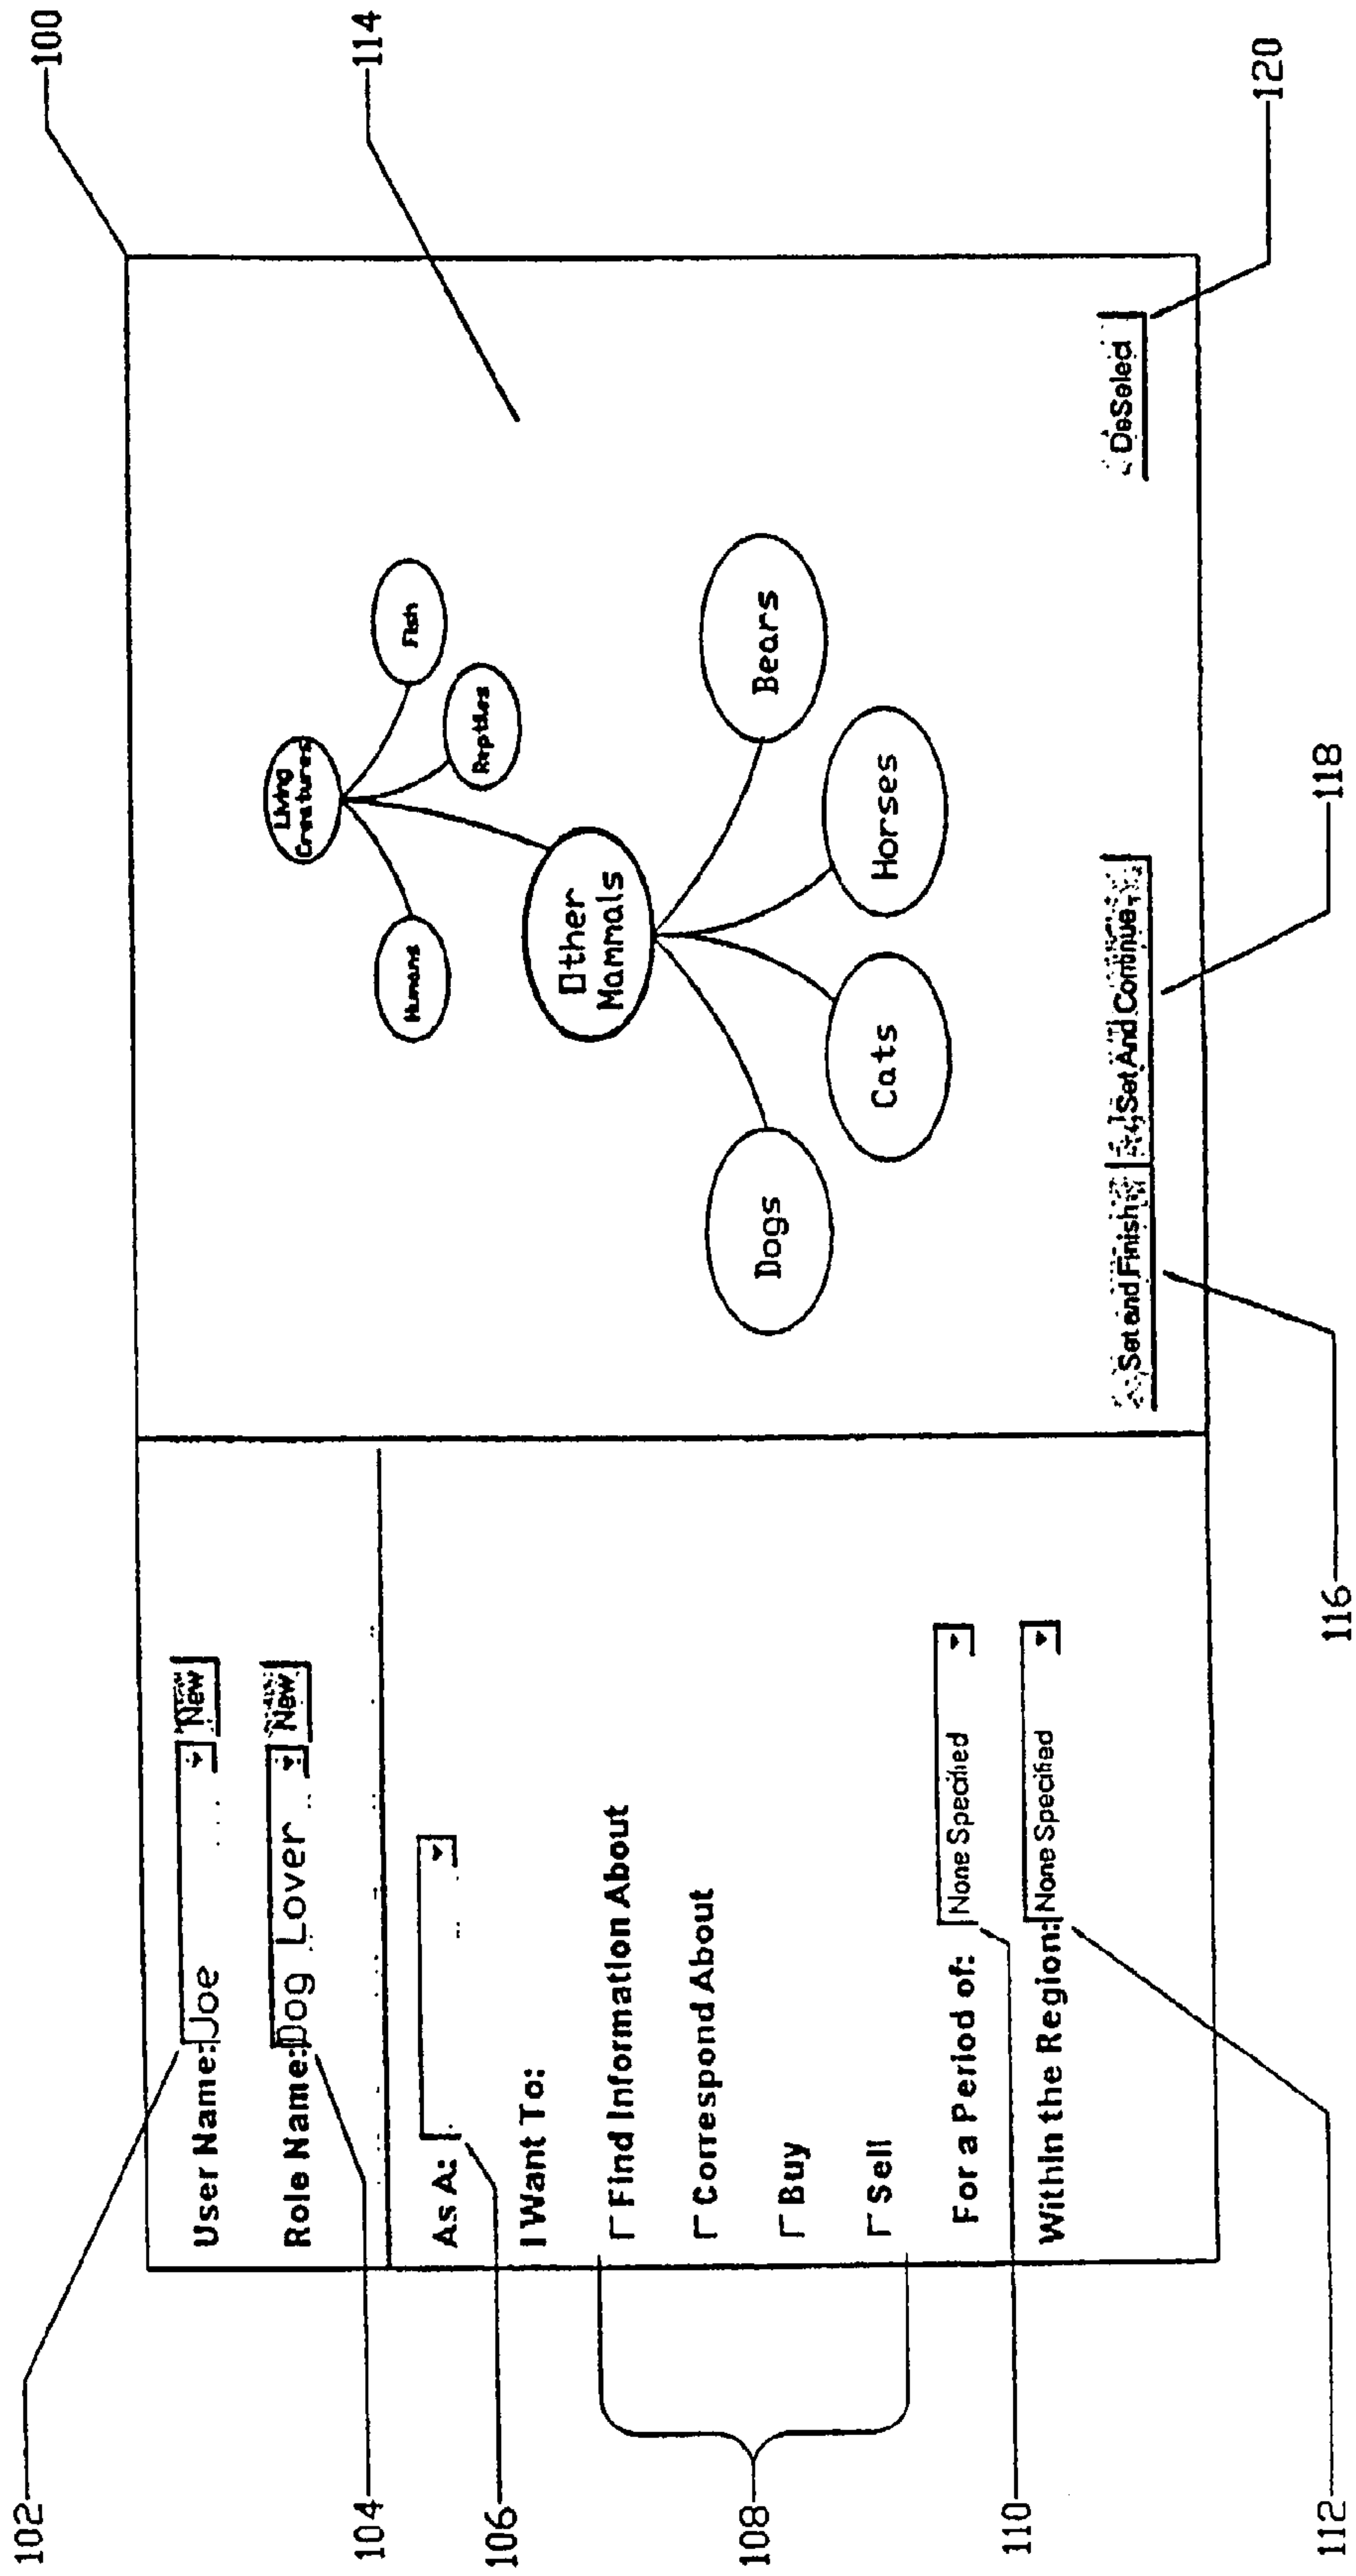 102
104
106
108
110
112
User Name: Joe New
Role Name: Dog Lover New
As A:
I Want To:
Find Information About
Correspond About
Buy
Sell
For a Period of: None Specified
Within the Region: None Specified
100
114
Living
Creatures
Humans
Reptiles
Fish
Other
Mammals
Dogs
Cats
Horses
Bears
Set and Finish
Set And Continue
DeSelect
116
118
120